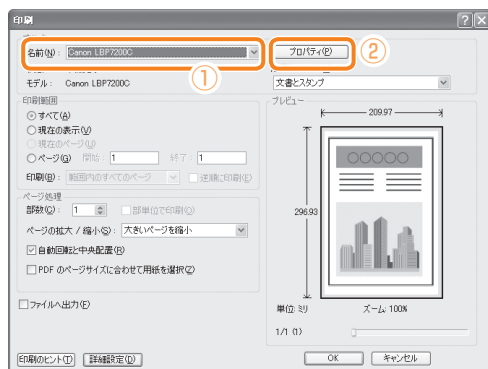 印刷
名前(N): Canon LBP7200C
プロパティ(P)
①
②
モデル: Canon LBP7200C
文書とスタンプ
印刷範囲
すべて(A)
現在の表示(V)
現在のページ(U)
ページ(G) 開始: 1 終了: 1
印刷(B): 範囲内のすべてのページ 逆順に印刷(E)
ページ処理
部数(C): 1 部単位で印刷(O)
ページの拡大 / 縮小(S): 大きいページを縮小
自動回転と中央配置(R)
PDF のページサイズに合わせて用紙を選択(Z)
ファイルへ出力(F)
プレビュー
209.97
296.93
単位: ミリ ズーム: 100%
1/1 (1)
印刷のヒント(T) 詳細設定(D) OK キャンセル